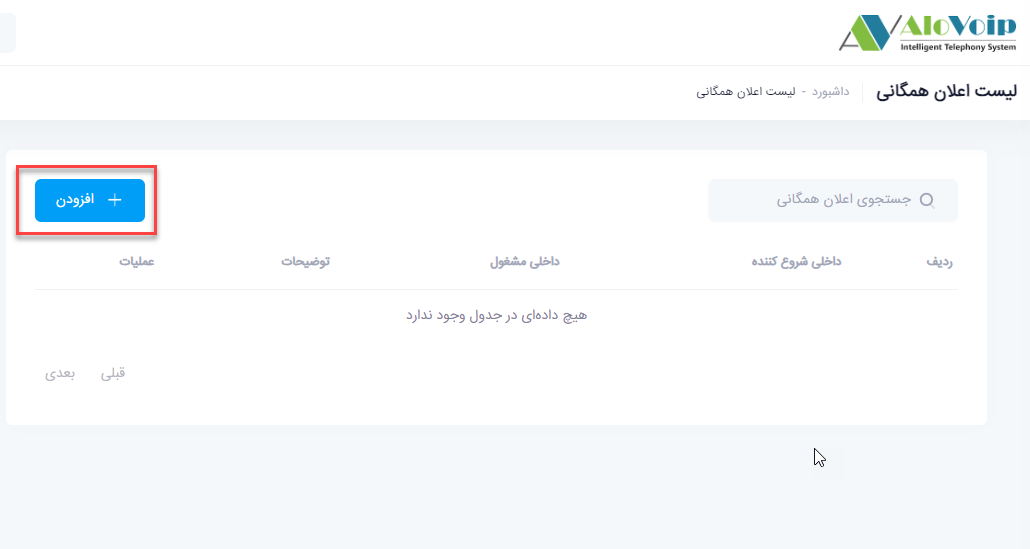 AloVoip
Intelligent Telephony System
لیست اعلان همگانی
داشبورد - لیست اعلان همگانی
جستجوی اعلان همگانی
افزودن
ردیف داخلی شروع کننده داخلی مشغول توضیحات عملیات
هیچ داده‌ای در جدول وجود ندارد
قبلی بعدی